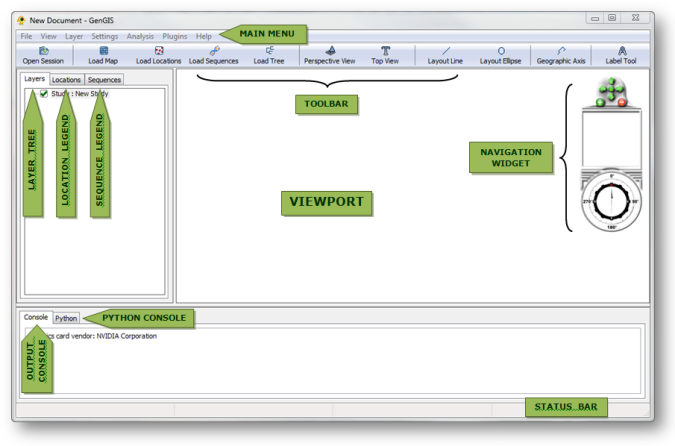 New Document - GenGIS
File View Layer Settings Analysis Plugins Help
MAIN MENU
Open Session Load Map Load Locations Load Sequences Load Tree Perspective View Top View Layout Line Layout Ellipse Geographic Axis Label Tool
Layers Locations Sequences
Study : New Study
TOOLBAR
LAYER TREE
LOCATION LEGEND
SEQUENCE LEGEND
NAVIGATION
WIDGET
VIEWPORT
0°
270° 90°
180°
Console Python
PYTHON CONSOLE
cs card vendor: NVIDIA Corporation
OUTPUT
CONSOLE
STATUS BAR